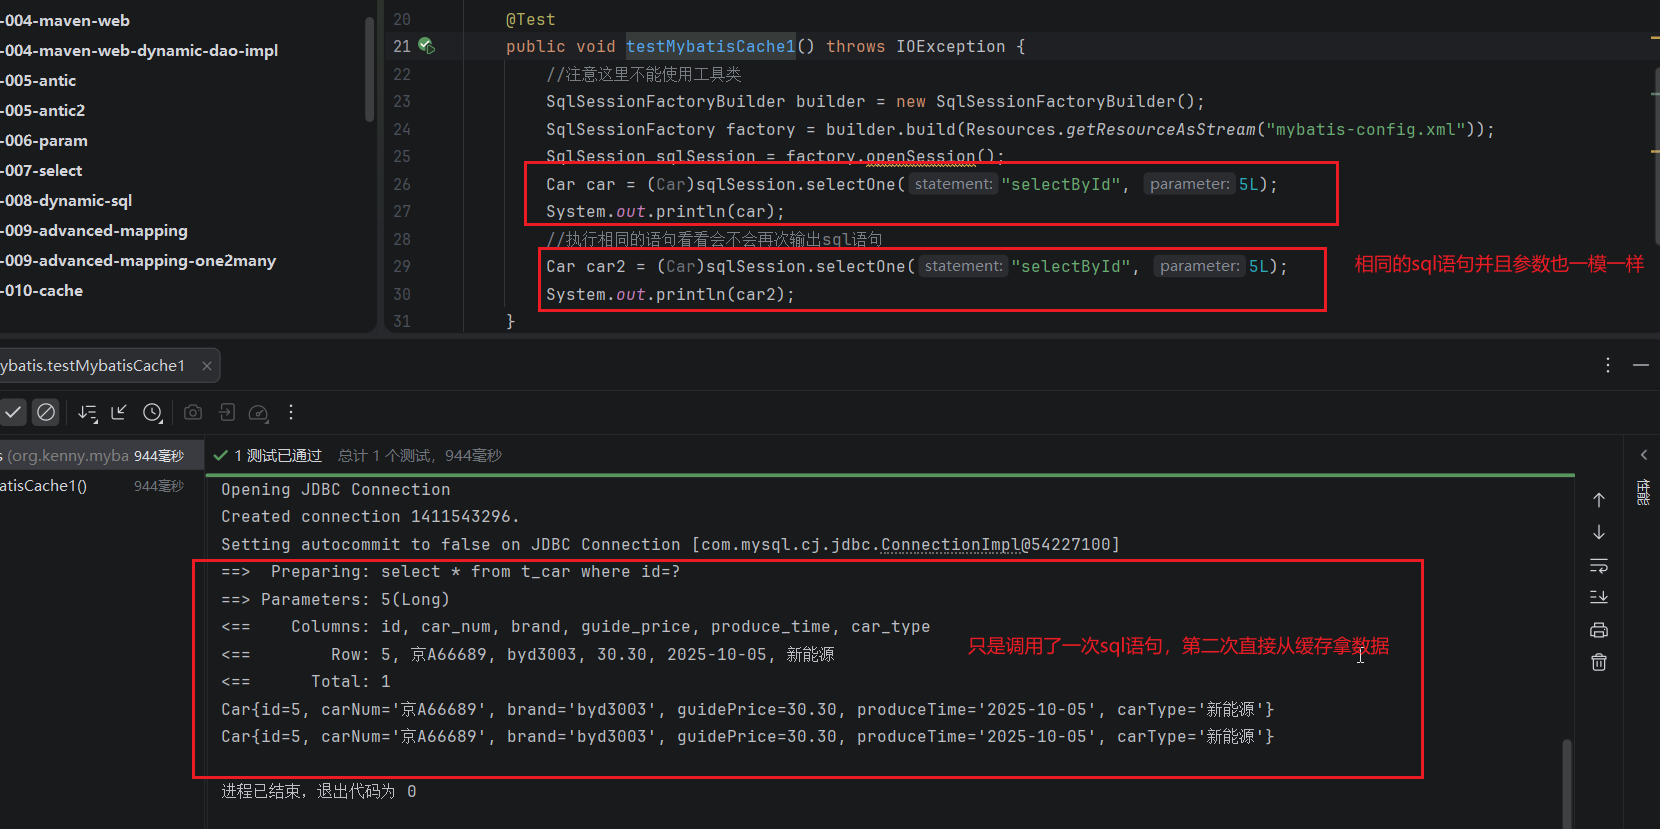 -004-maven-web
-004-maven-web-dynamic-dao-impl
-005-antic
-005-antic2
-006-param
-007-select
-008-dynamic-sql
-009-advanced-mapping
-009-advanced-mapping-one2many
-010-cache
20 @Test
21 public void testMybatisCache1() throws IOException {
22 //注意这里不能使用工具类
23 SqlSessionFactoryBuilder builder = new SqlSessionFactoryBuilder();
24 SqlSessionFactory factory = builder.build(Resources.getResourceAsStream("mybatis-config.xml"));
25 SqlSession sqlSession = factory.openSession();
26 Car car = (Car)sqlSession.selectOne( statement: "selectById", parameter: 5L);
27 System.out.println(car);
28 //执行相同的语句看看会不会再次输出sql语句
29 Car car2 = (Car)sqlSession.selectOne( statement: "selectById", parameter: 5L);
相同的sql语句并且参数也一模一样
30 System.out.println(car2);
31 }
ybatis.testMybatisCache1
s (org.kenny.myba 944毫秒
atisCache1() 944毫秒
1 测试已通过 总计 1 个测试，944毫秒
性能
Opening JDBC Connection
Created connection 1411543296.
Setting autocommit to false on JDBC Connection [com.mysql.cj.jdbc.ConnectionImpl@54227100]
==>  Preparing: select * from t_car where id=?
==> Parameters: 5(Long)
<==    Columns: id, car_num, brand, guide_price, produce_time, car_type
<==        Row: 5, 京A66689, byd3003, 30.30, 2025-10-05, 新能源
只是调用了一次sql语句，第二次直接从缓存拿数据
<==      Total: 1
Car{id=5, carNum='京A66689', brand='byd3003', guidePrice=30.30, produceTime='2025-10-05', carType='新能源'}
Car{id=5, carNum='京A66689', brand='byd3003', guidePrice=30.30, produceTime='2025-10-05', carType='新能源'}
进程已结束，退出代码为 0